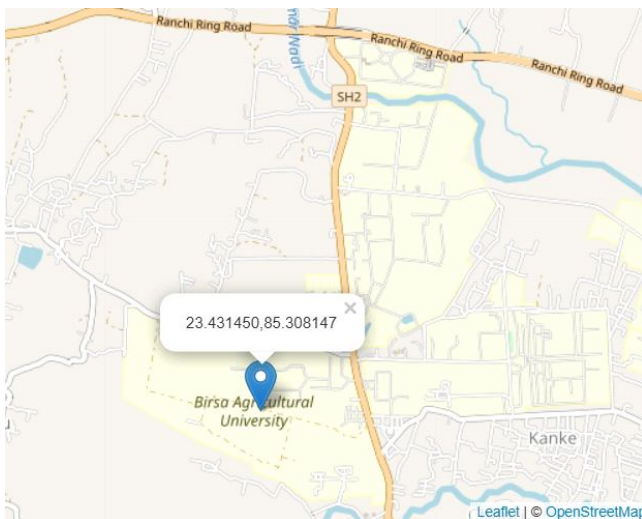 Ranchi Ring Road
Ranchi Ring Road
Ranchi Ring Road
SH2
23.431450,85.308147
×
Birsa Agricultural
University
Kanke
Leaflet | © OpenStreetMap